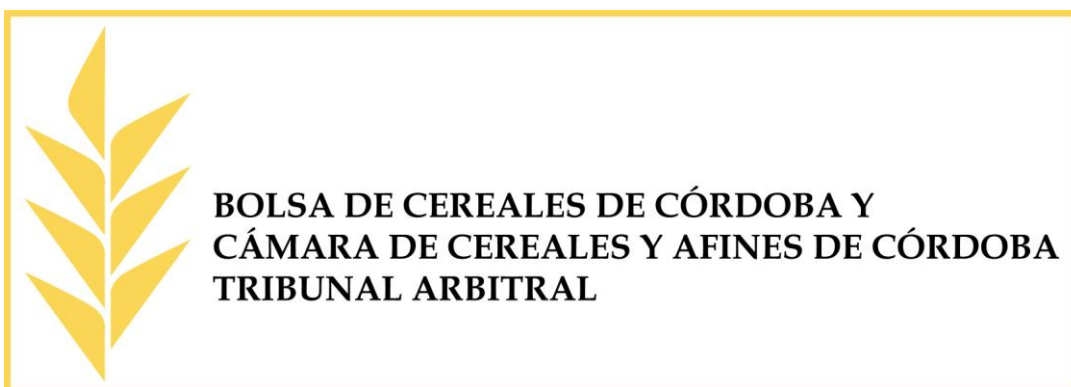 BOLSA DE CEREALES DE CÓRDOBA Y
CÁMARA DE CEREALES Y AFINES DE CÓRDOBA
TRIBUNAL ARBITRAL